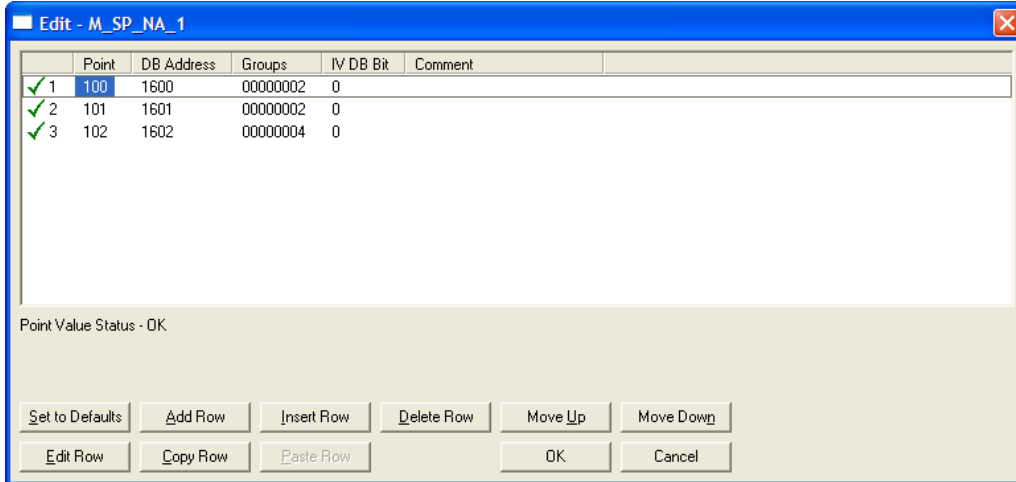 Edit - M_SP_NA_1
Point DB Address Groups IV DB Bit Comment
1 100 1600 00000002 0
2 101 1601 00000002 0
3 102 1602 00000004 0
Point Value Status - OK
Set to Defaults Add Row Insert Row Delete Row Move Up Move Down
Edit Row Copy Row Paste Row OK Cancel